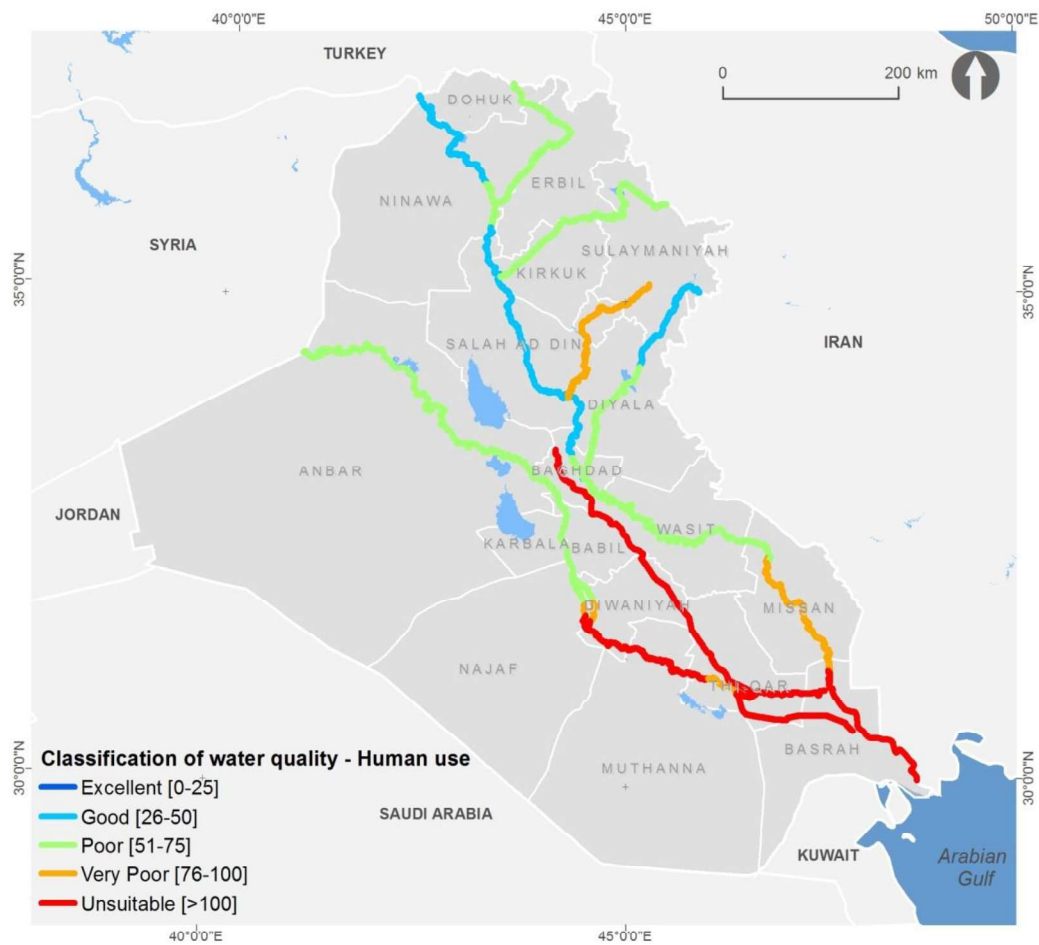 40°0'0"E
45°0'0"E
50°0'0"E
TURKEY
0
200 km
DOHUK
ERBIL
NINAWA
SYRIA
SULAYMANIYAH
KIRKUK
35°0'0"N
35°0'0"N
SALAH AD DIN
IRAN
DIYALA
ANBAR
BAGHDAD
JORDAN
WASIT
KARBALA
BABIL
DIWANIYAH
MISSAN
NAJAF
THI_QAR
BASRAH
MUTHANNA
30°0'0"N
30°0'0"N
Classification of water quality - Human use
Excellent [0-25]
Good [26-50]
Poor [51-75]
Very Poor [76-100]
Unsuitable [>100]
SAUDI ARABIA
KUWAIT
Arabian
Gulf
40°0'0"E
45°0'0"E